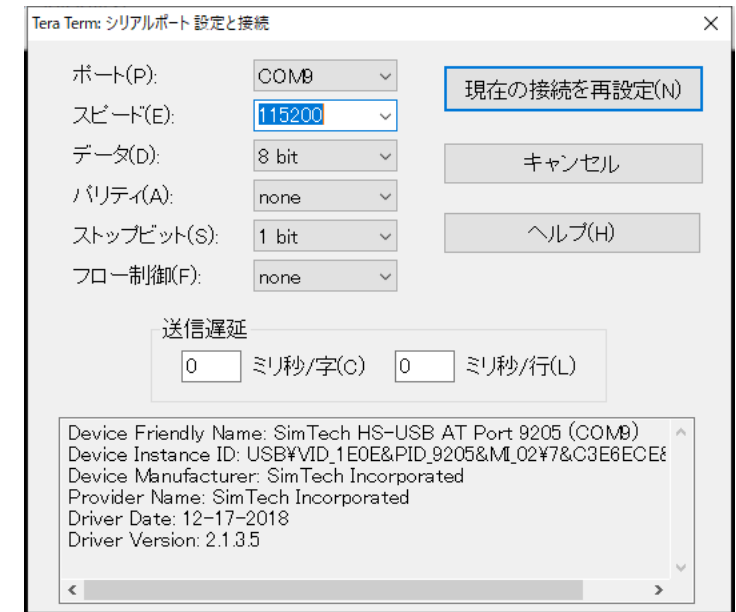 Tera Term: シリアルポート 設定と接続
ポート(P): COM9
現在の接続を再設定(N)
スピード(E): 115200
データ(D): 8 bit
キャンセル
パリティ(A): none
ストップビット(S): 1 bit
ヘルプ(H)
フロー制御(F): none
送信遅延
0 ミリ秒/字(C) 0 ミリ秒/行(L)
Device Friendly Name: SimTech HS-USB AT Port 9205 (COM9)
Device Instance ID: USB¥VID_1E0E&PID_9205&MI_02¥7&C3E6ECE&
Device Manufacturer: SimTech Incorporated
Provider Name: SimTech Incorporated
Driver Date: 12-17-2018
Driver Version: 2.1.3.5